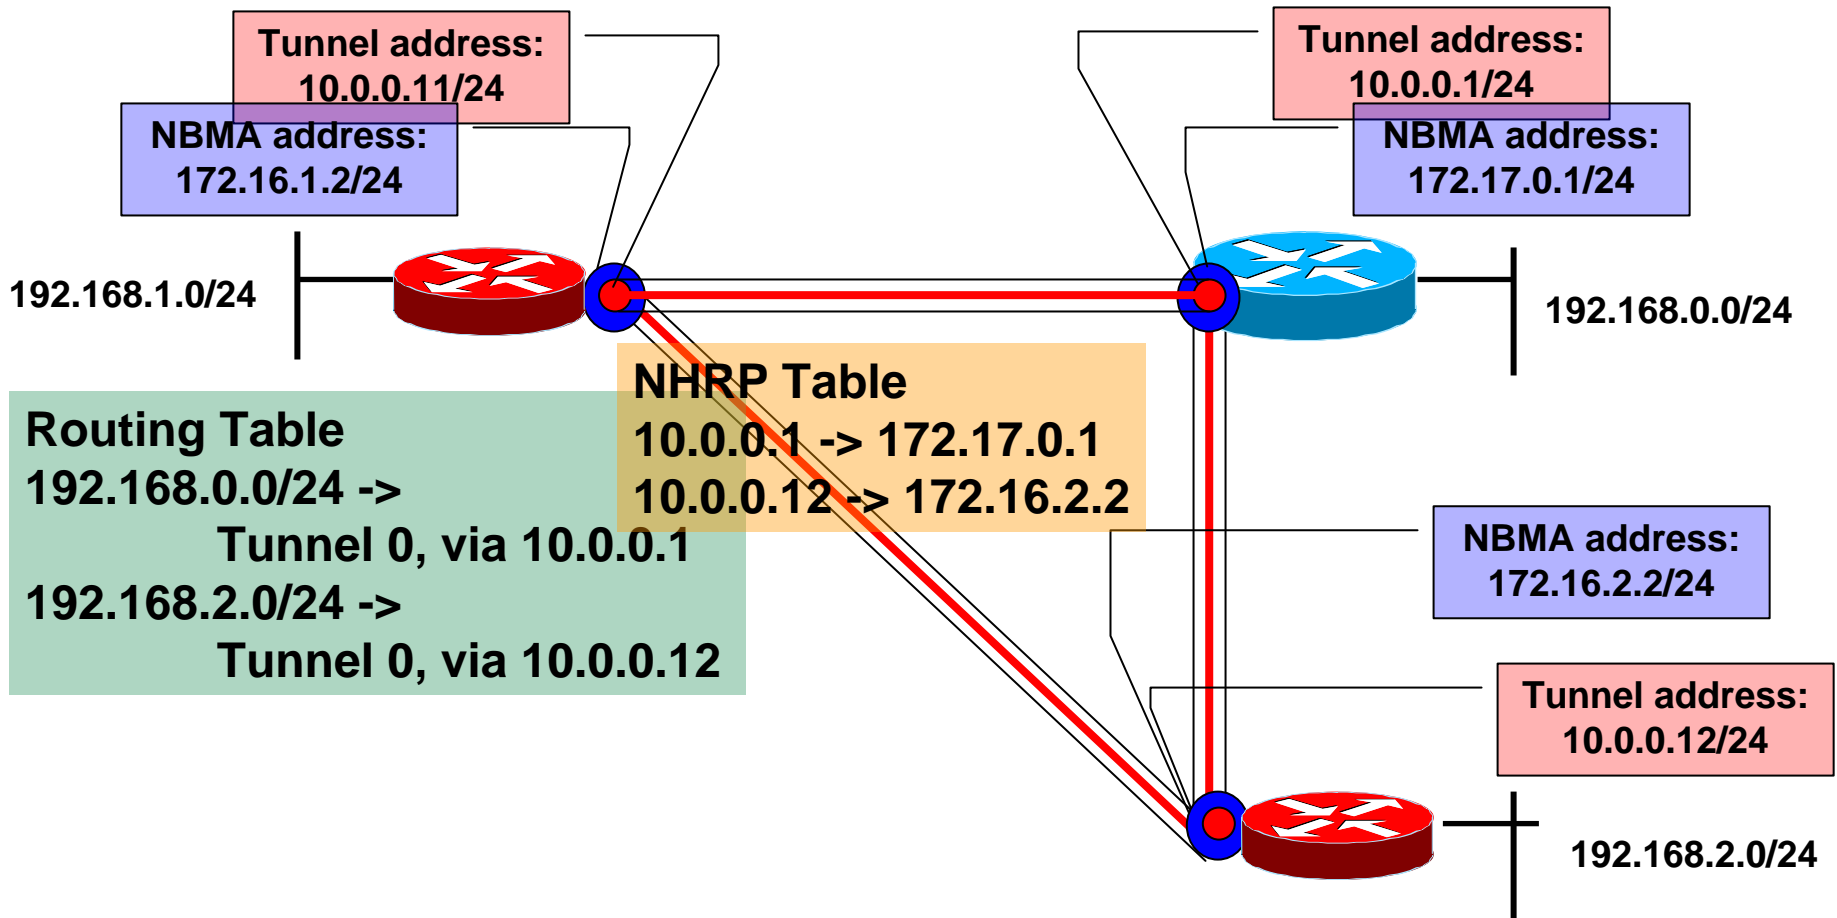 Tunnel address:
10.0.0.11/24
NBMA address:
172.16.1.2/24
Tunnel address:
10.0.0.1/24
NBMA address:
172.17.0.1/24
192.168.1.0/24
192.168.0.0/24
NHRP Table
10.0.0.1 -> 172.17.0.1
10.0.0.12 -> 172.16.2.2
Routing Table
192.168.0.0/24 ->
Tunnel 0, via 10.0.0.1
192.168.2.0/24 ->
Tunnel 0, via 10.0.0.12
NBMA address:
172.16.2.2/24
Tunnel address:
10.0.0.12/24
192.168.2.0/24